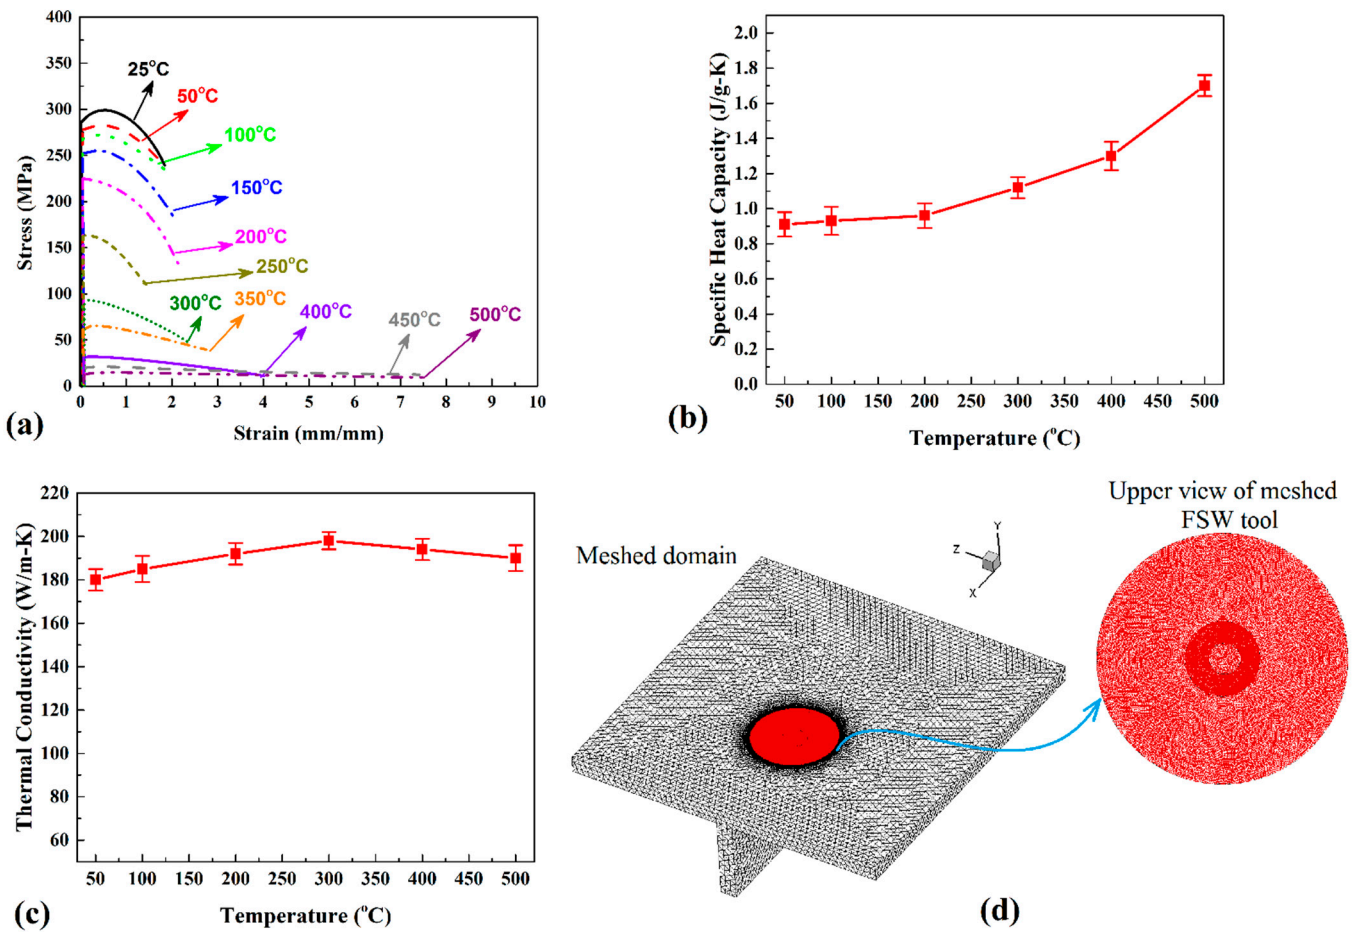 400
350
300
250
200
150
100
50
0
Stress (MPa)
25°C
50°C
100°C
150°C
200°C
250°C
300°C
350°C
400°C
450°C
500°C
0 1 2 3 4 5 6 7 8 9 10
Strain (mm/mm)
(a)
2.0
1.8
1.6
1.4
1.2
1.0
0.8
0.6
0.4
0.2
0.0
Specific Heat Capacity (J/g-K)
50 100 150 200 250 300 350 400 450 500
Temperature (°C)
(b)
220
200
180
160
140
120
100
80
60
Thermal Conductivity (W/m-K)
50 100 150 200 250 300 350 400 450 500
Temperature (°C)
(c)
Upper view of meshed
FSW tool
Meshed domain
Y
Z
X
(d)